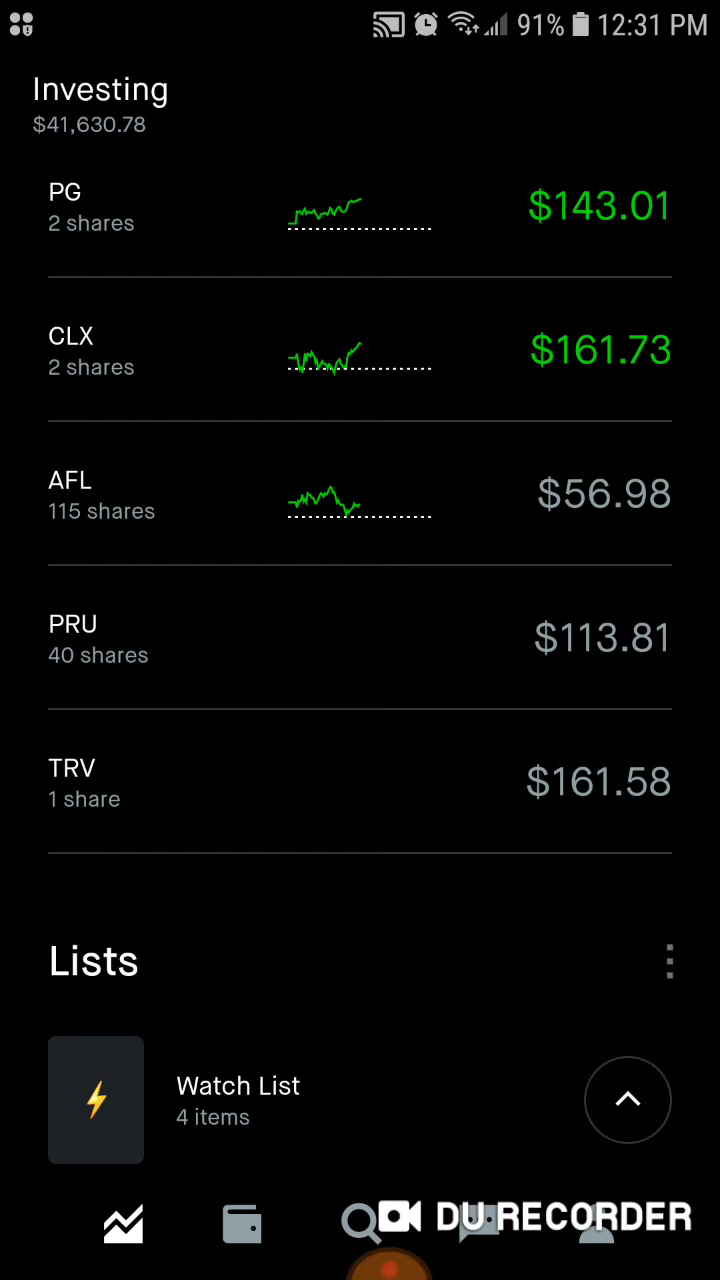 91% 12:31 PM
Investing
$41,630.78
PG
2 shares
$143.01
CLX
2 shares
$161.73
AFL
115 shares
$56.98
PRU
40 shares
$113.81
TRV
1 share
$161.58
Lists
Watch List
4 items
DU RECORDER